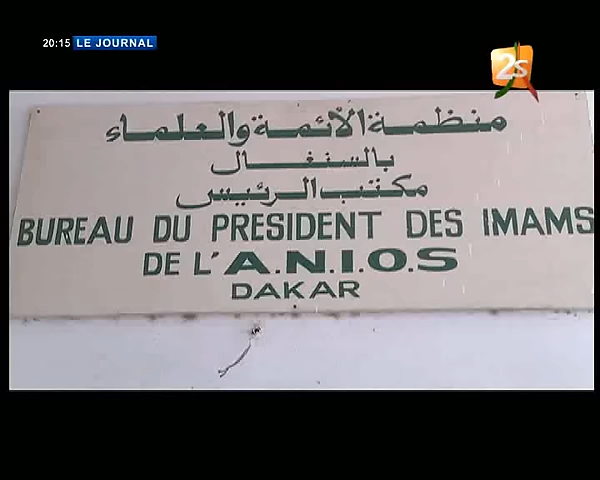 20:15 LE JOURNAL
2s
منظمة الأئمة والعلماء
بالسنغال
مكتب الرئيس
BUREAU DU PRESIDENT DES IMAMS
DE L'A.N.I.O.S
DAKAR